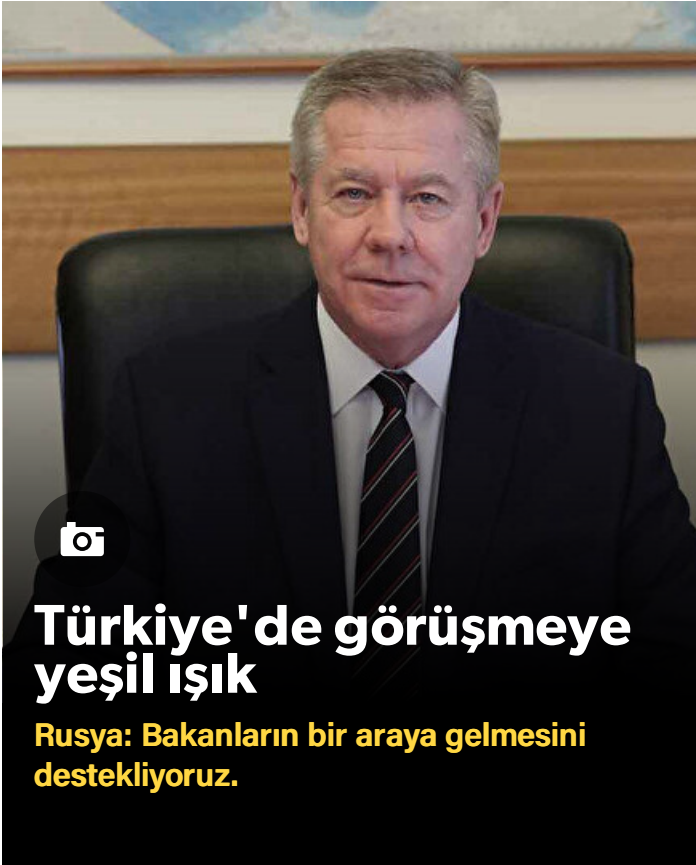 Türkiye'de görüşmeye
yeşil ışık
Rusya: Bakanların bir araya gelmesini
destekliyoruz.